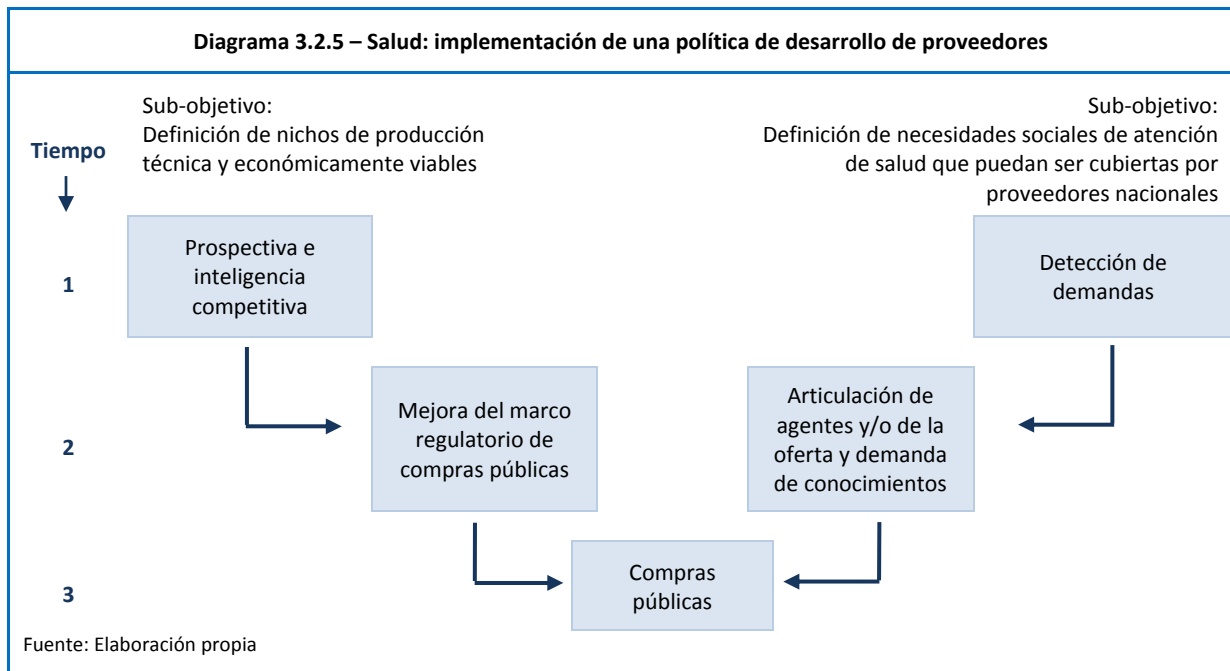 Diagrama 3.2.5 – Salud: implementación de una política de desarrollo de proveedores
Sub-objetivo:
Definición de nichos de producción
técnica y económicamente viables
Sub-objetivo:
Definición de necesidades sociales de atención
de salud que puedan ser cubiertas por
proveedores nacionales
Tiempo
1
Prospectiva e
inteligencia
competitiva
Detección de
demandas
2
Mejora del marco
regulatorio de
compras públicas
Articulación de
agentes y/o de la
oferta y demanda
de conocimientos
3
Compras
públicas
Fuente: Elaboración propia